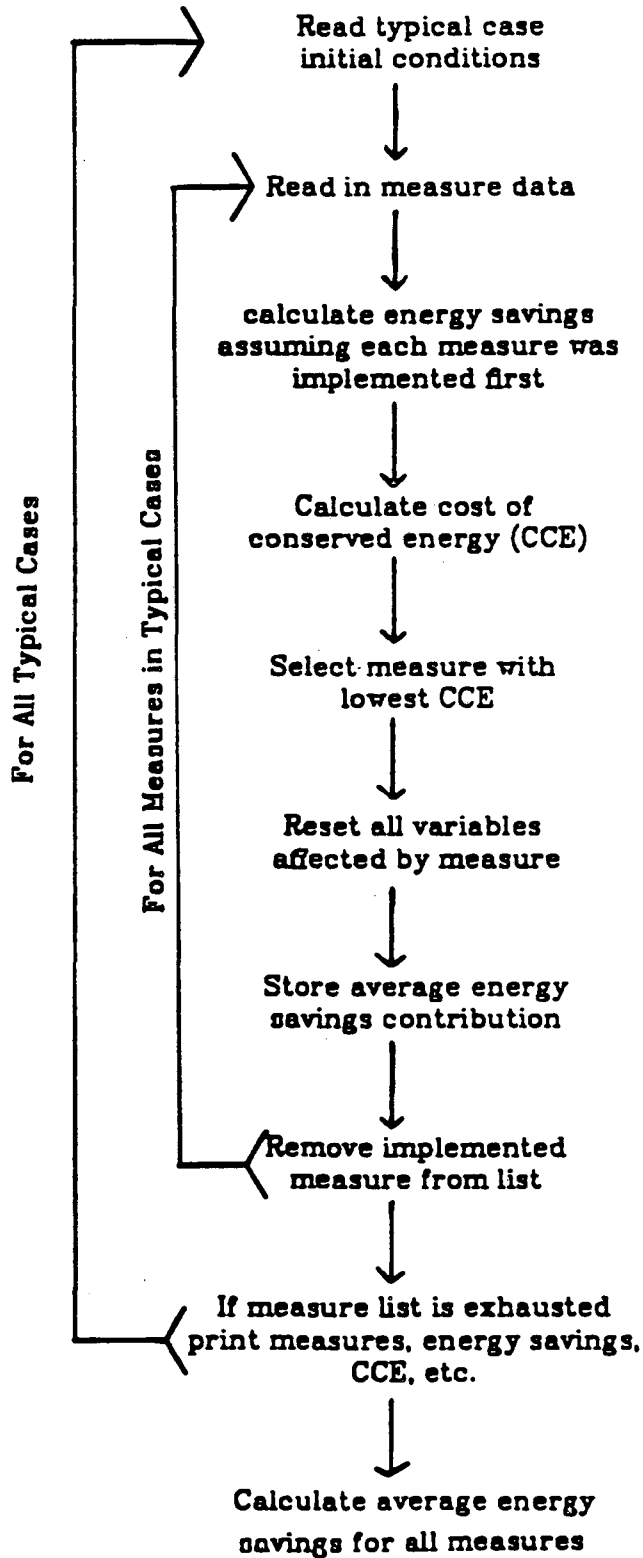 Read typical case
initial conditions
Read in measure data
calculate energy savings
assuming each measure was
implemented first
Calculate cost of
conserved energy (CCE)
Select measure with
lowest CCE
Reset all variables
affected by measure
Store average energy
savings contribution
Remove implemented
measure from list
If measure list is exhausted
print measures, energy savings,
CCE, etc.
Calculate average energy
savings for all measures
For All Typical Cases
For All Measures in Typical Cases